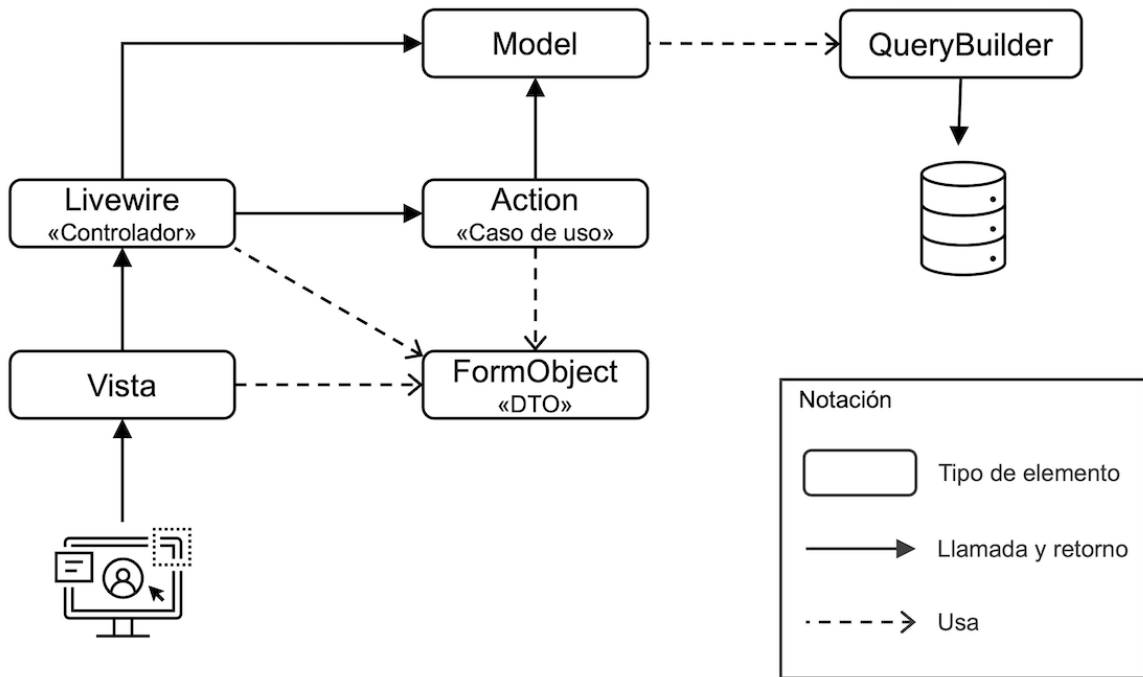 Model
QueryBuilder
Livewire
«Controlador»
Action
«Caso de uso»
Vista
FormObject
«DTO»
Notación
Tipo de elemento
Llamada y retorno
Usa